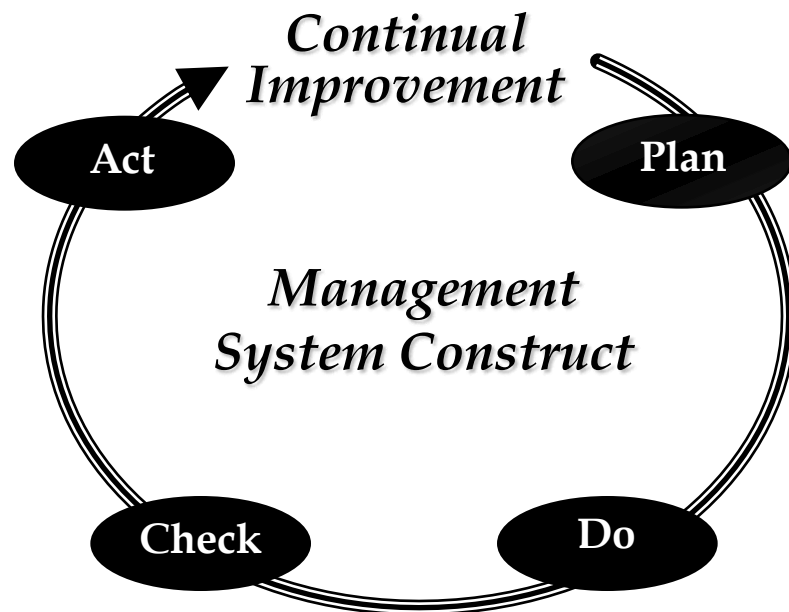 Continual
Improvement
Act
Plan
Management
System Construct
Check
Do